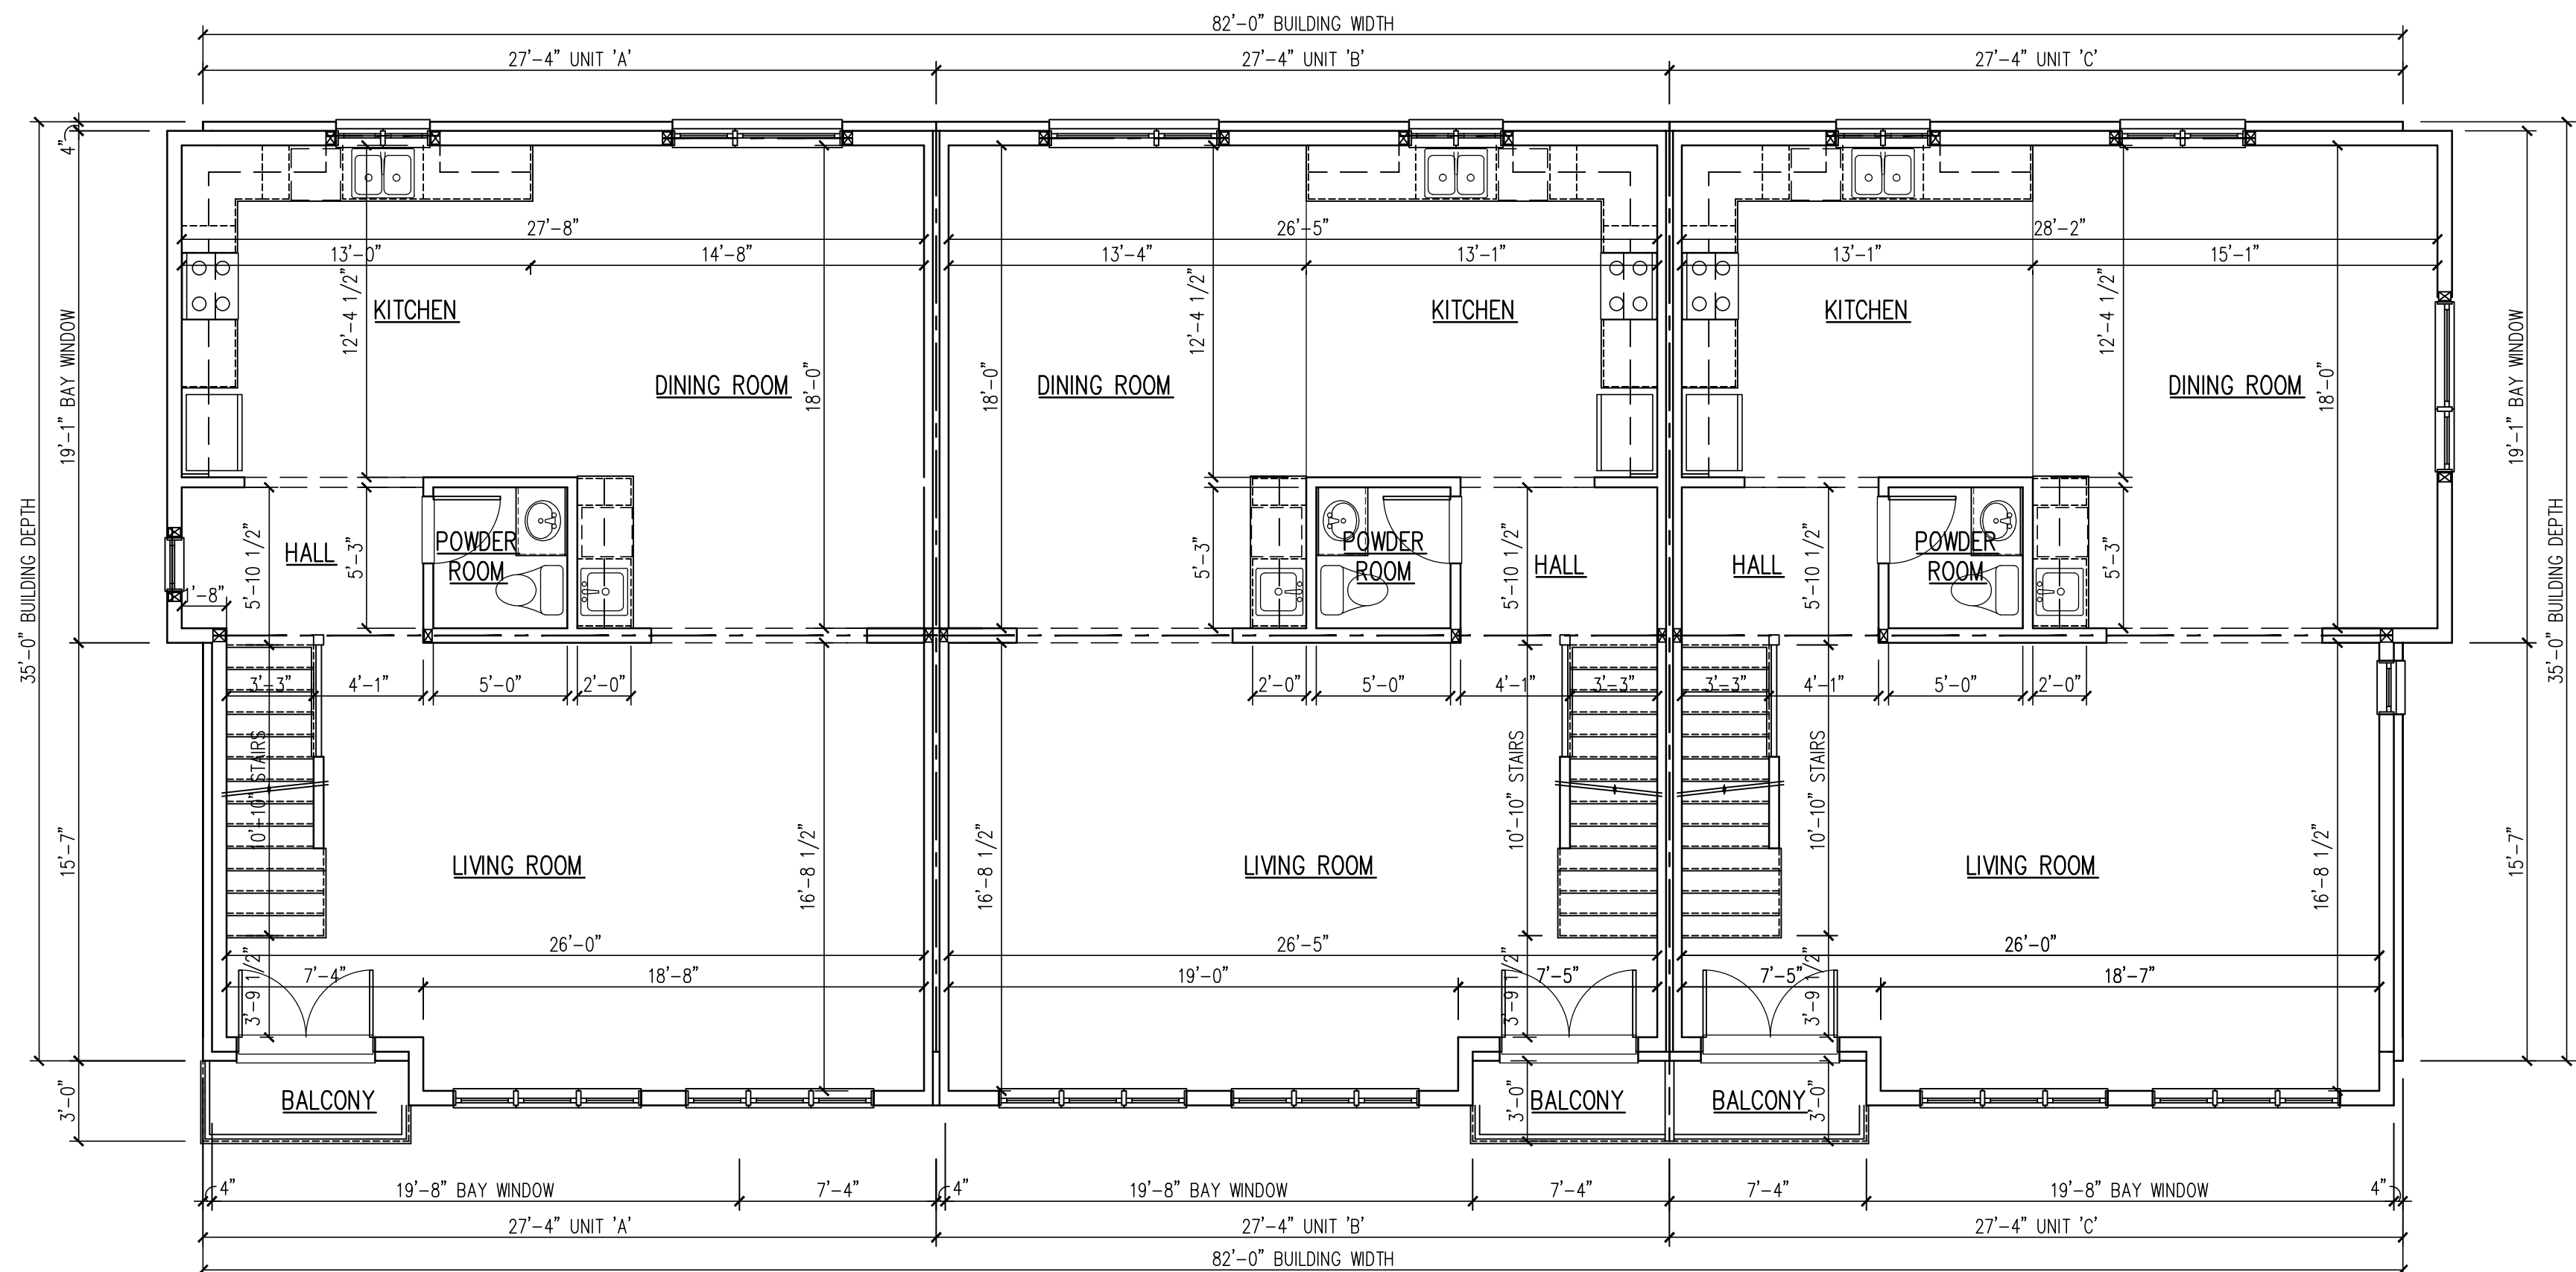 82'-0" BUILDING WIDTH
27'-4" UNIT 'A'
27'-4" UNIT 'B'
27'-4" UNIT 'C'
4"
27'-8"
26'-5"
28'-2"
13'-0"
14'-8"
13'-4"
13'-1"
13'-1"
15'-1"
12'-4 1/2"
12'-4 1/2"
12'-4 1/2"
KITCHEN
KITCHEN
KITCHEN
19'-1" BAY WINDOW
19'-1" BAY WINDOW
DINING ROOM
18'-0"
18'-0"
DINING ROOM
DINING ROOM
18'-0"
35'-0" BUILDING DEPTH
35'-0" BUILDING DEPTH
HALL
5'-10 1/2"
5'-3"
POWDER
ROOM
5'-3"
POWDER
ROOM
5'-10 1/2"
HALL
HALL
5'-10 1/2"
POWDER
ROOM
5'-3"
1'-8"
3'-3"
4'-1"
5'-0"
2'-0"
2'-0"
5'-0"
4'-1"
3'-3"
3'-3"
4'-1"
5'-0"
2'-0"
10'-10" STAIRS
10'-10" STAIRS
10'-10" STAIRS
15'-7"
15'-7"
LIVING ROOM
16'-8 1/2"
16'-8 1/2"
LIVING ROOM
LIVING ROOM
16'-8 1/2"
26'-0"
26'-5"
26'-0"
3'-9 1/2"
7'-4"
18'-8"
19'-0"
3'-9 1/2"
7'-5"
7'-5"
3'-9 1/2"
18'-7"
3'-0"
BALCONY
3'-0"
BALCONY
BALCONY
3'-0"
4"
19'-8" BAY WINDOW
7'-4"
4"
19'-8" BAY WINDOW
7'-4"
7'-4"
19'-8" BAY WINDOW
4"
27'-4" UNIT 'A'
27'-4" UNIT 'B'
27'-4" UNIT 'C'
82'-0" BUILDING WIDTH